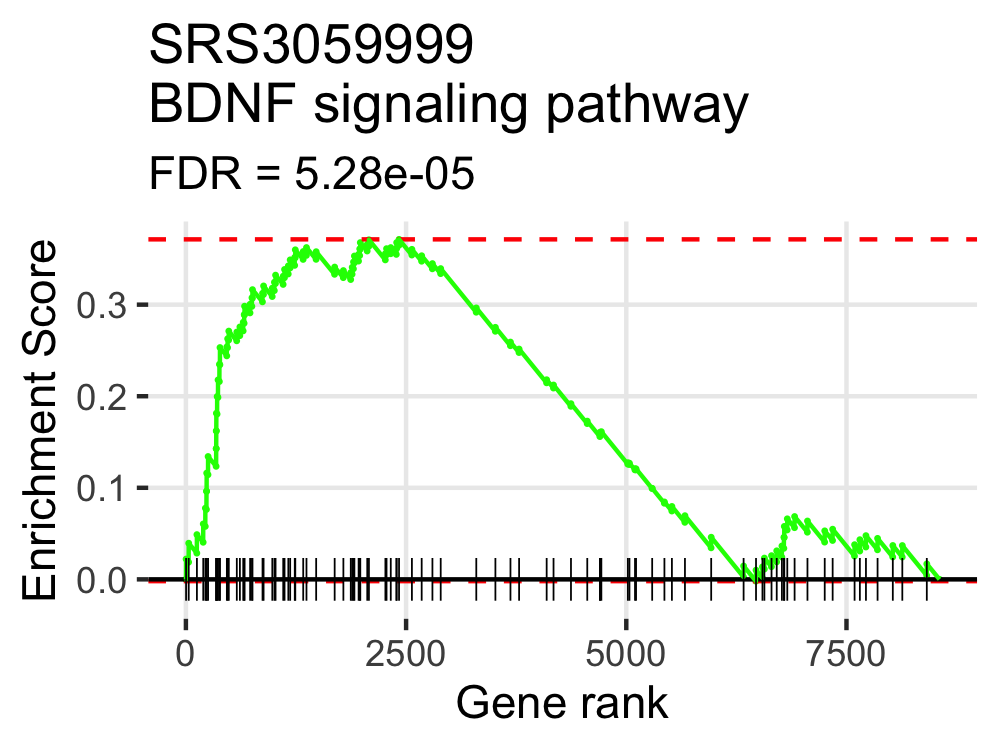 SRS3059999
BDNF signaling pathway
FDR = 5.28e-05
Enrichment Score
0.3
0.2
0.1
0.0
0 2500 5000 7500
Gene rank